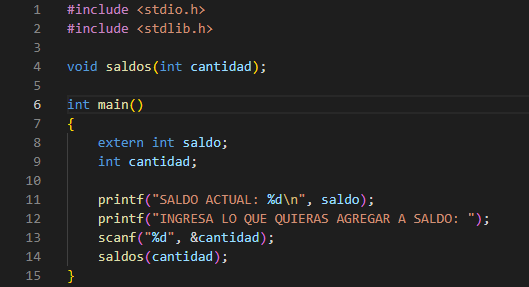 1 #include <stdio.h>
2 #include <stdlib.h>
3
4 void saldos(int cantidad);
5
6 int main()
7 {
8     extern int saldo;
9     int cantidad;
10
11     printf("SALDO ACTUAL: %d\n", saldo);
12     printf("INGRESA LO QUE QUIERAS AGREGAR A SALDO: ");
13     scanf("%d", &cantidad);
14     saldos(cantidad);
15 }